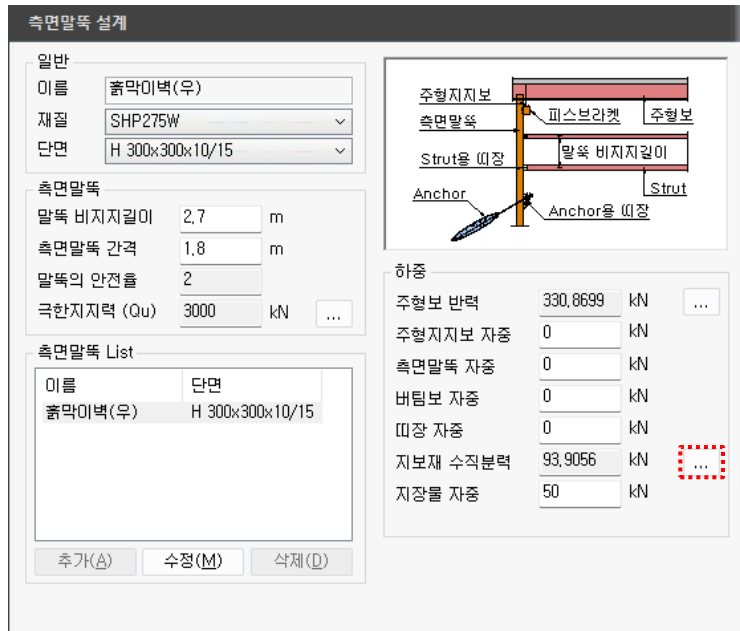 측면말뚝 설계
일반
이름 흙막이벽(우)
재질 SHP275W
단면 H 300x300x10/15
측면말뚝
말뚝 비지지길이 2,7 m
측면말뚝 간격 1,8 m
말뚝의 안전율 2
극한지지력 (Qu) 3000 kN ...
측면말뚝 List
이름 단면
흙막이벽(우) H 300x300x10/15
추가(A) 수정(M) 삭제(D)
주형지지보
피스브라켓
주형보
측면말뚝
Strut용 띠장
말뚝 비지지길이
Anchor
Strut
Anchor용 띠장
하중
주형보 반력 330,8699 kN ...
주형지지보 자중 0 kN
측면말뚝 자중 0 kN
버팀보 자중 0 kN
띠장 자중 0 kN
지보재 수직분력 93,9056 kN ...
지장물 자중 50 kN